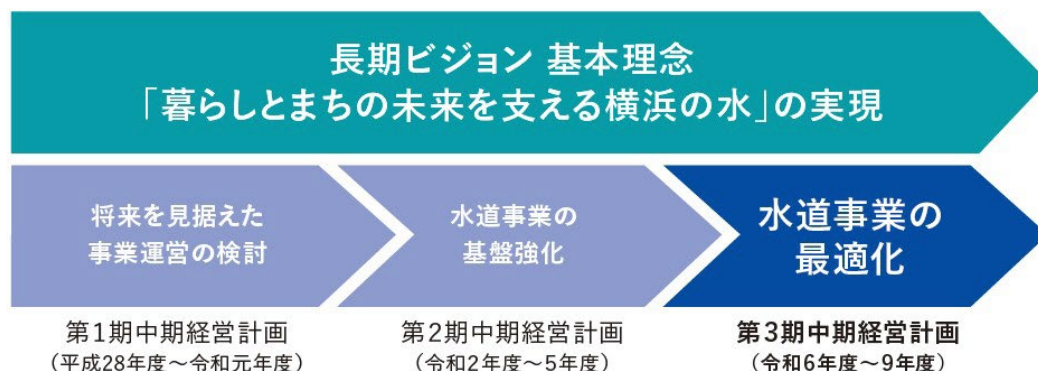 長期ビジョン 基本理念
「暮らしとまちの未来を支える横浜の水」の実現
将来を見据えた
事業運営の検討
水道事業の
基盤強化
水道事業の
最適化
第1期中期経営計画
（平成28年度～令和元年度）
第2期中期経営計画
（令和2年度～5年度）
第3期中期経営計画
（令和6年度～9年度）